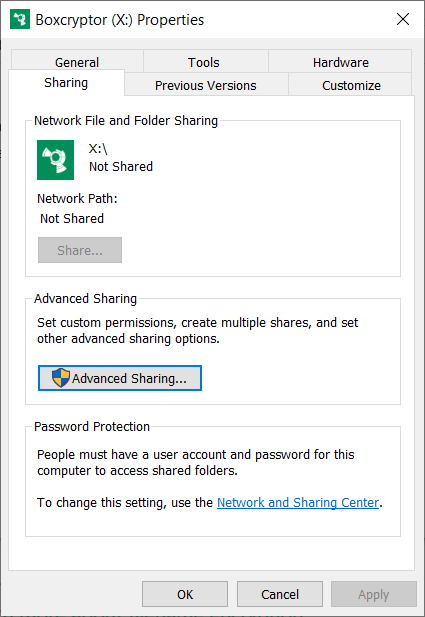 Boxcryptor (X:) Properties
General
Tools
Hardware
Sharing
Previous Versions
Customize
Network File and Folder Sharing
X:\
Not Shared
Network Path:
Not Shared
Share...
Advanced Sharing
Set custom permissions, create multiple shares, and set
other advanced sharing options.
Advanced Sharing...
Password Protection
People must have a user account and password for this
computer to access shared folders.
To change this setting, use the Network and Sharing Center.
OK
Cancel
Apply